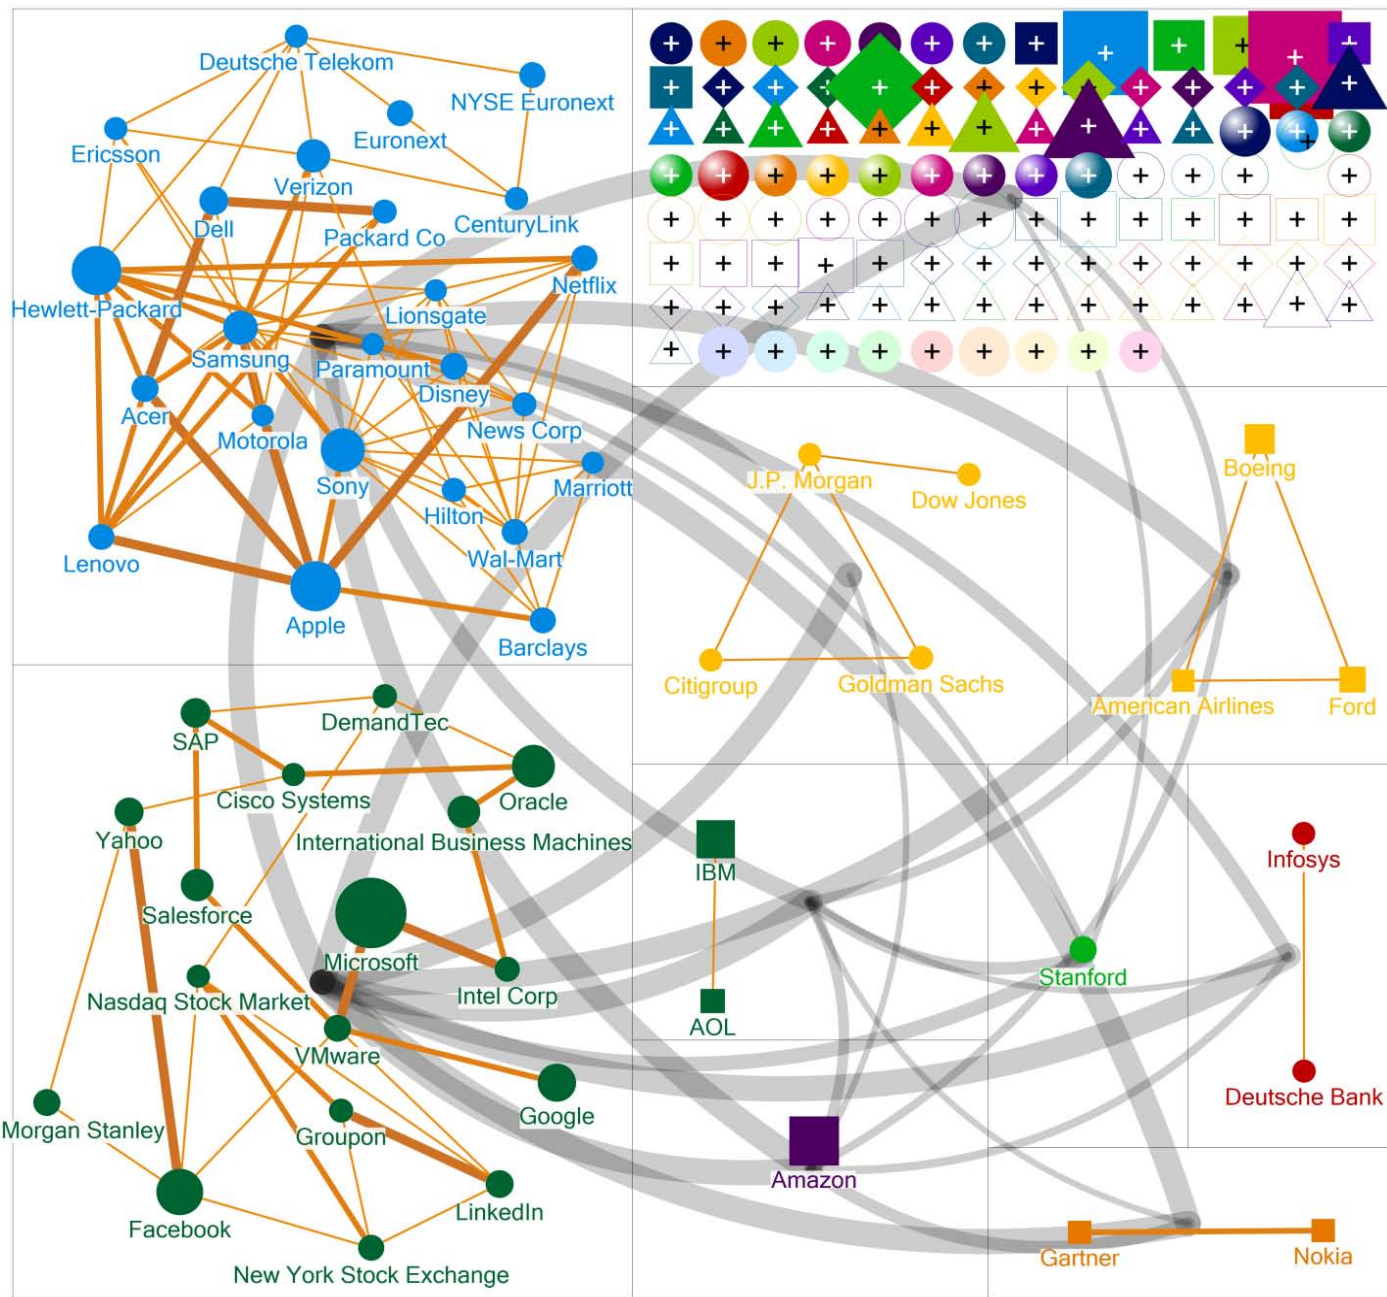 Deutsche Telekom
NYSE Euronext
Euronext
Ericsson
Verizon
Dell
Packard Co
CenturyLink
Netflix
Hewlett-Packard
Lionsgate
Samsung
Paramount
Disney
Acer
Motorola
News Corp
Sony
Marriott
Hilton
Wal-Mart
Lenovo
Apple
Barclays
J.P. Morgan
Dow Jones
Citigroup
Goldman Sachs
Boeing
American Airlines
Ford
DemandTec
SAP
Cisco Systems
Oracle
Yahoo
International Business Machines
Salesforce
Microsoft
Nasdaq Stock Market
Intel Corp
VMware
Google
Morgan Stanley
Groupon
LinkedIn
Facebook
New York Stock Exchange
IBM
AOL
Stanford
Infosys
Deutsche Bank
Amazon
Gartner
Nokia